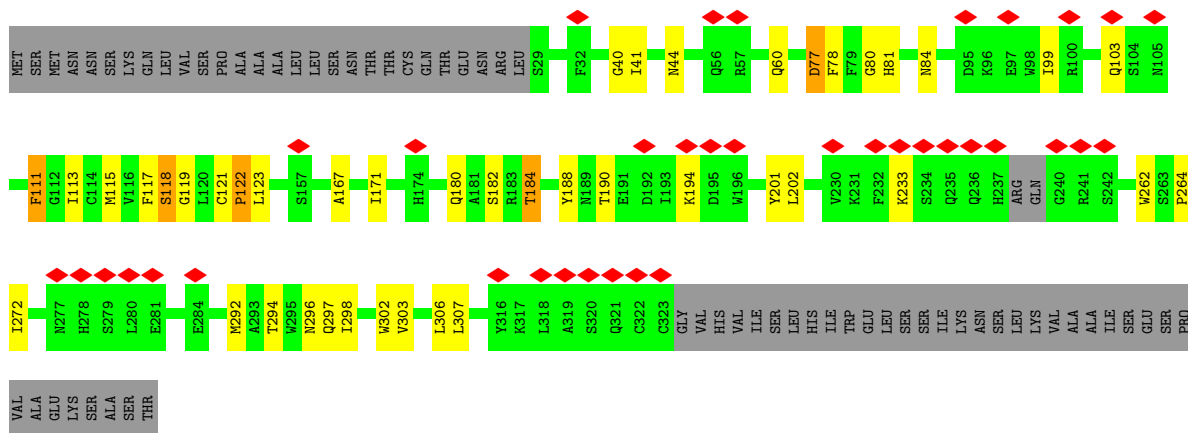 MET SER MET ASN ASN SER LYS GLN LEU VAL SER PRO ALA ALA ALA LEU LEU SER ASN THR THR CYS GLN THR GLU ASN ARG LEU S29 F32 G40 I41 N44 Q56 R57 Q60 D77 F78 F79 G80 H81 N84 D95 K96 E97 W98 I99 R100 Q103 S104 N105
F111 G112 I113 C114 M115 V116 F117 S118 G119 L120 C121 P122 L123 S157 A167 I171 H174 Q180 A181 S182 R183 T184 Y188 N189 T190 E191 D192 I193 K194 D195 W196 Y201 L202 V230 K231 F232 K233 S234 Q235 Q236 H237 ARG GLN G240 R241 S242 W262 S263 P264
I272 N277 H278 S279 L280 E281 E284 M292 A293 T294 W295 N296 Q297 I298 W302 V303 L306 L307 Y316 K317 L318 A319 S320 Q321 C322 C323 GLY VAL HIS VAL ILE SER LEU HIS ILE TRP GLU LEU SER SER ILE LYS ASN SER LEU LYS VAL ALA ALA ILE SER GLU SER PRO
VAL ALA GLU LYS SER ALA SER THR